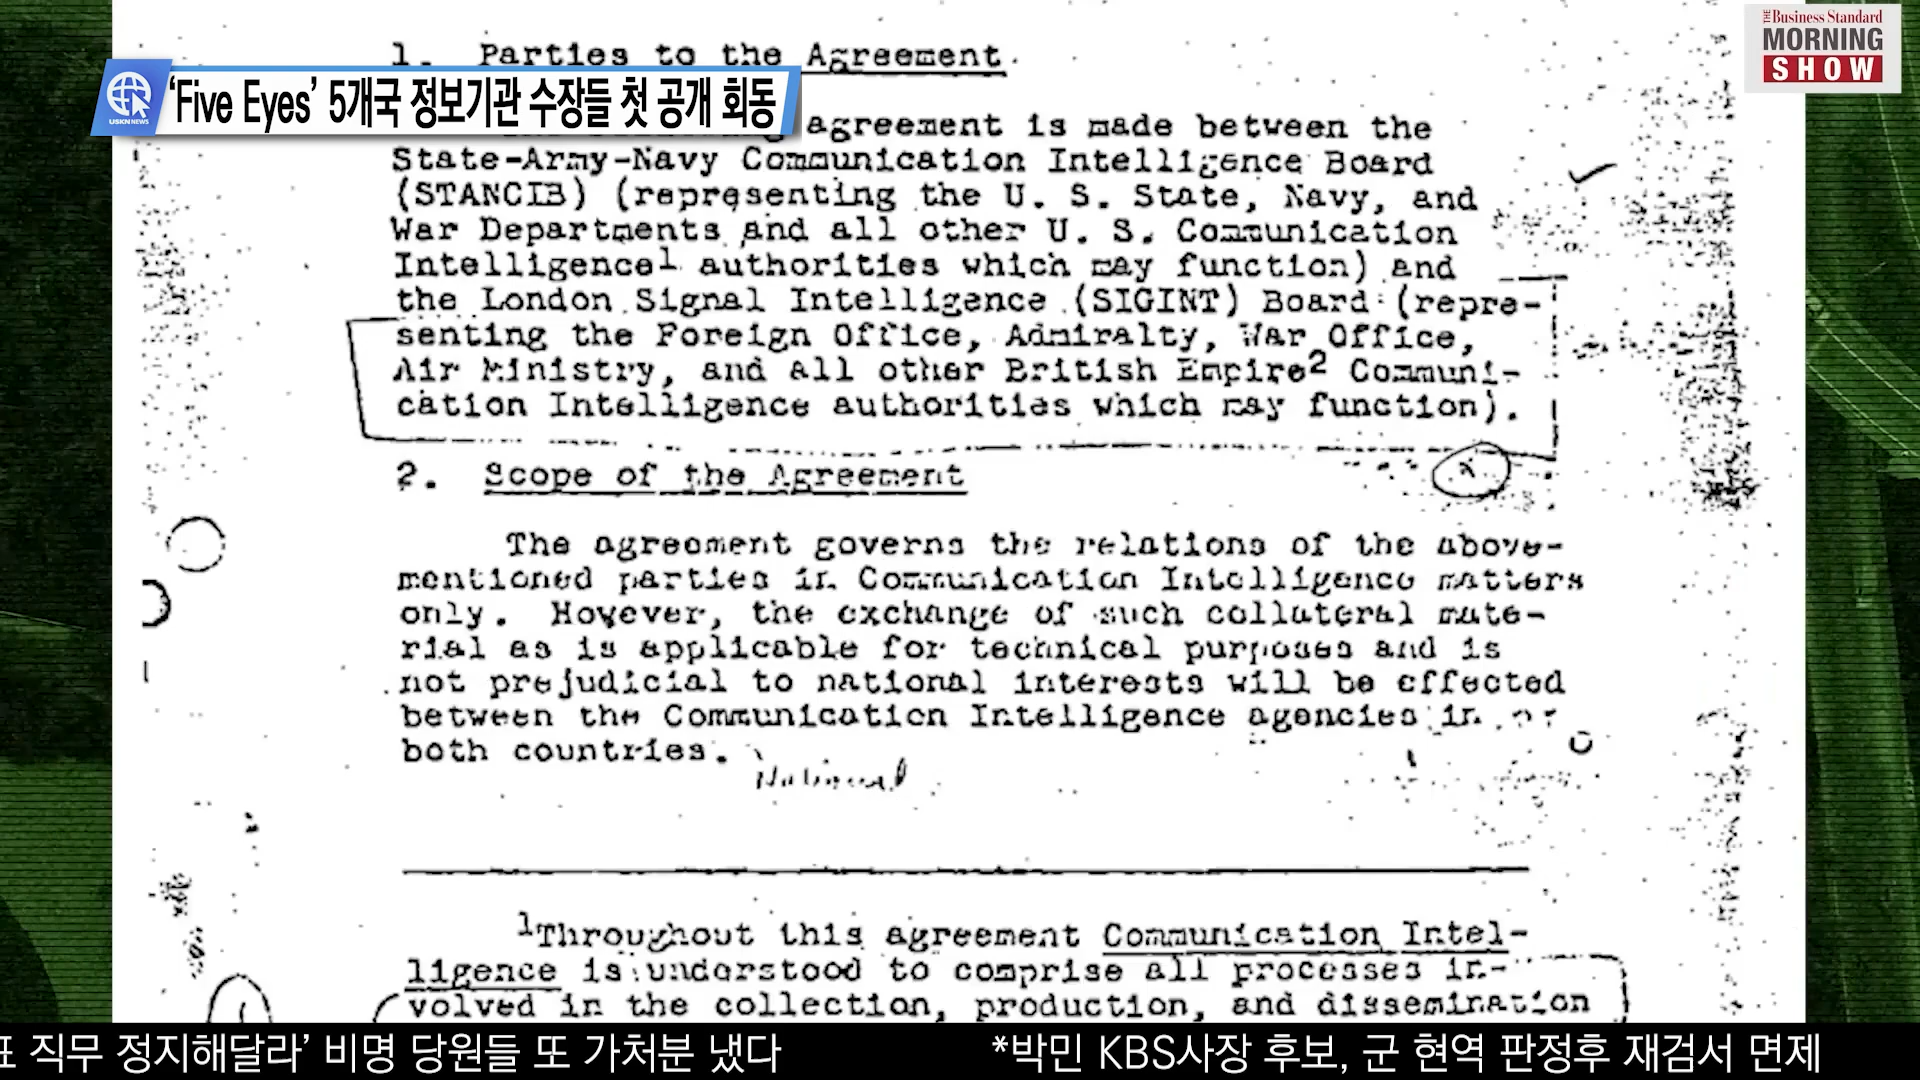 1. Parties to the Agreement.
THE Business Standard
MORNING
SHOW
USKN NEWS
‘Five Eyes’ 5개국 정보기관 수장들 첫 공개 회동
agreement is made between the
State-Army-Navy Communication Intelligence Board
(STANCIB) (representing the U. S. State, Navy, and
War Departments and all other U. S. Communication
Intelligence1 authorities which may function) and
the London Signal Intelligence (SIGINT) Board (repre-
senting the Foreign Office, Admiralty, War Office,
Air Ministry, and all other British Empire2 Communi-
cation Intelligence authorities which may function).
2. Scope of the Agreement
The agreement governs the relations of the above-
mentioned parties in Communication Intelligence matters
only. However, the exchange of such collateral mate-
rial as is applicable for technical purposes and is
not prejudicial to national interests will be effected
between the Communication Intelligence agencies in
both countries.
National
1Throughout this agreement Communication Intel-
ligence is understood to comprise all processes in-
volved in the collection, production, and dissemination
직무 정지해달라’ 비명 당원들 또 가처분 냈다
*박민 KBS사장 후보, 군 현역 판정후 재검서 면제